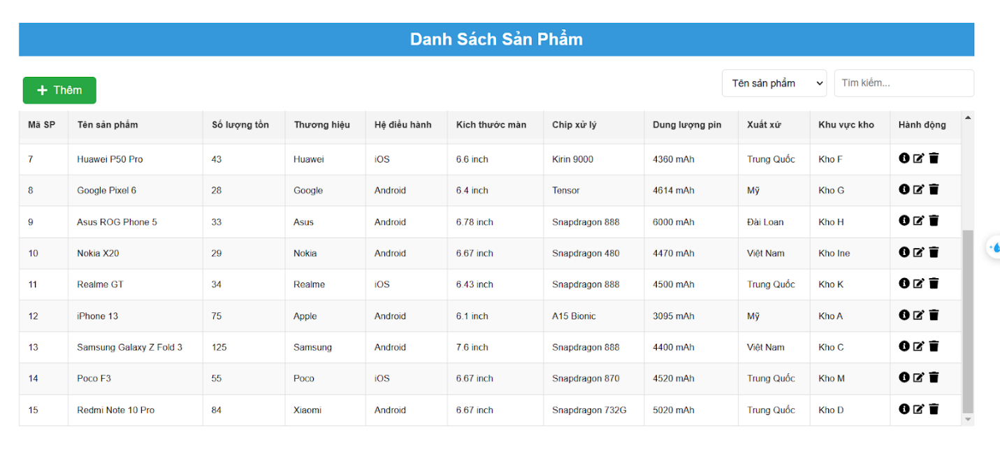 Danh Sách Sản Phẩm
Thêm
Tên sản phẩm Tìm kiếm...
Mã SP Tên sản phẩm Số lượng tồn Thương hiệu Hệ điều hành Kích thước màn Chip xử lý Dung lượng pin Xuất xứ Khu vực kho Hành động
7 Huawei P50 Pro 43 Huawei iOS 6.6 inch Kirin 9000 4360 mAh Trung Quốc Kho F
8 Google Pixel 6 28 Google Android 6.4 inch Tensor 4614 mAh Mỹ Kho G
9 Asus ROG Phone 5 33 Asus Android 6.78 inch Snapdragon 888 6000 mAh Đài Loan Kho H
10 Nokia X20 29 Nokia Android 6.67 inch Snapdragon 480 4470 mAh Việt Nam Kho Ine
11 Realme GT 34 Realme iOS 6.43 inch Snapdragon 888 4500 mAh Trung Quốc Kho K
12 iPhone 13 75 Apple Android 6.1 inch A15 Bionic 3095 mAh Mỹ Kho A
13 Samsung Galaxy Z Fold 3 125 Samsung Android 7.6 inch Snapdragon 888 4400 mAh Việt Nam Kho C
14 Poco F3 55 Poco iOS 6.67 inch Snapdragon 870 4520 mAh Trung Quốc Kho M
15 Redmi Note 10 Pro 84 Xiaomi Android 6.67 inch Snapdragon 732G 5020 mAh Trung Quốc Kho D